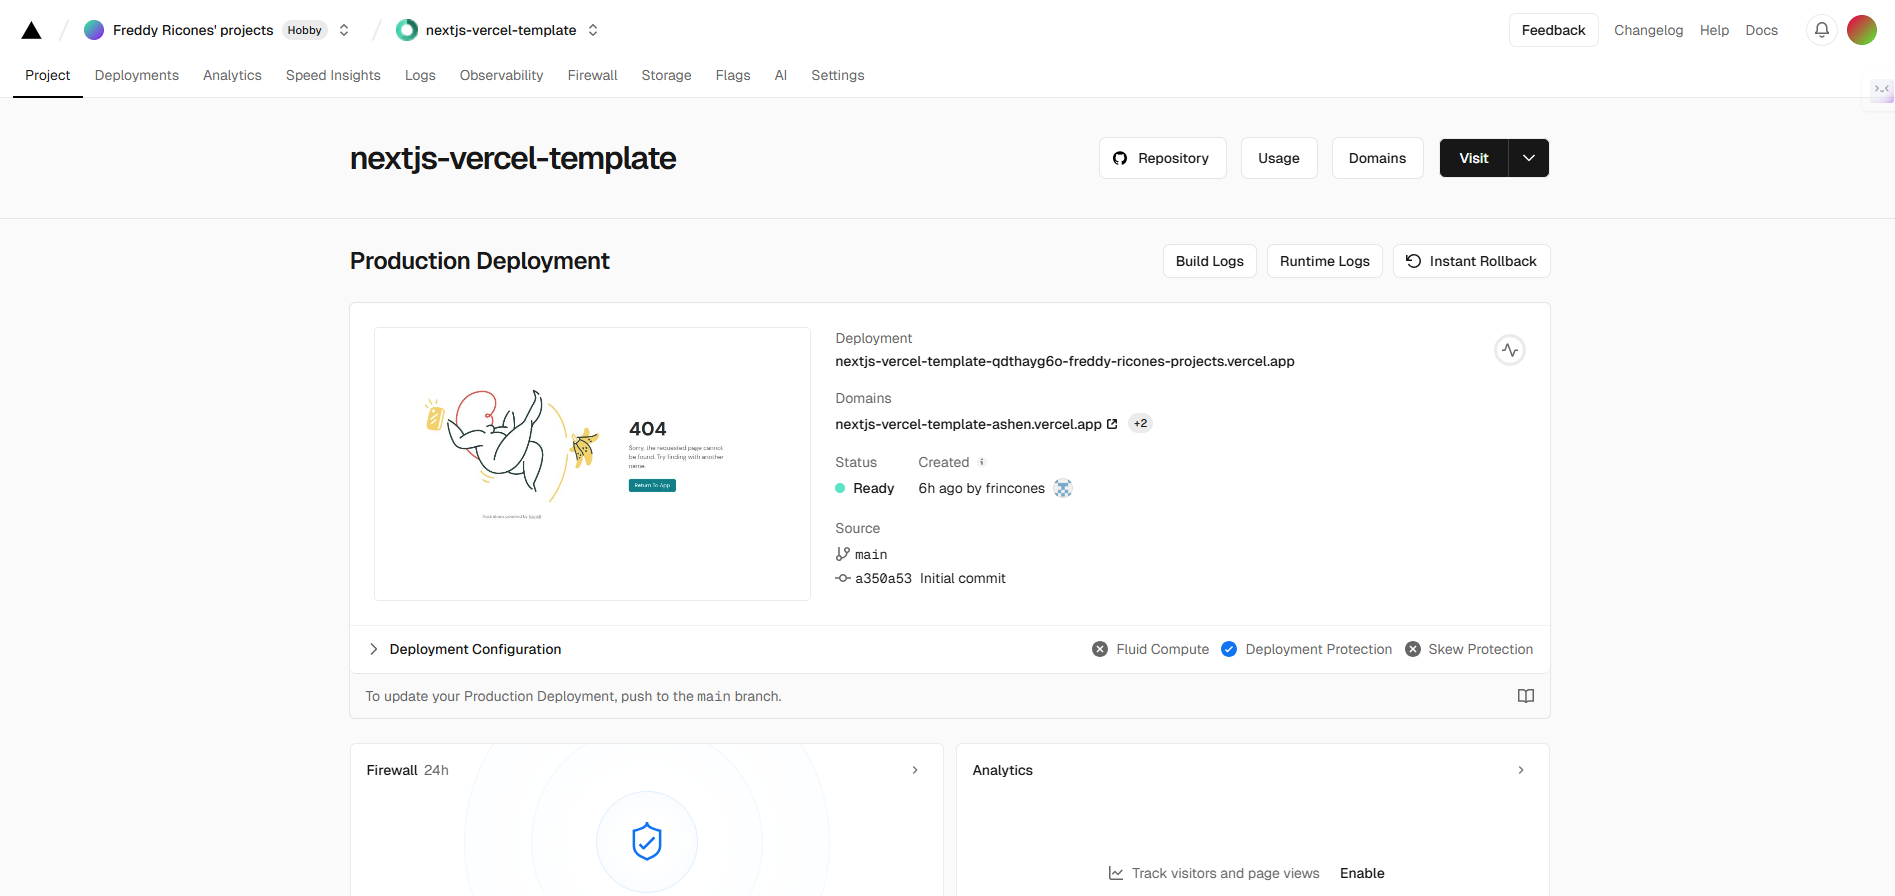 Freddy Ricones' projects Hobby nextjs-vercel-template Feedback Changelog Help Docs
Project Deployments Analytics Speed Insights Logs Observability Firewall Storage Flags AI Settings
nextjs-vercel-template Repository Usage Domains Visit
Production Deployment Build Logs Runtime Logs Instant Rollback
404
Sorry, the requested page cannot
be found. Try finding with another
name.
Return To App
Illustrations powered by
Deployment
nextjs-vercel-template-qdthayg6o-freddy-ricones-projects.vercel.app
Domains
nextjs-vercel-template-ashen.vercel.app +2
Status Created
Ready 6h ago by frincones
Source
main
a350a53 Initial commit
Deployment Configuration Fluid Compute Deployment Protection Skew Protection
To update your Production Deployment, push to the main branch.
Firewall 24h
Analytics
Track visitors and page views Enable